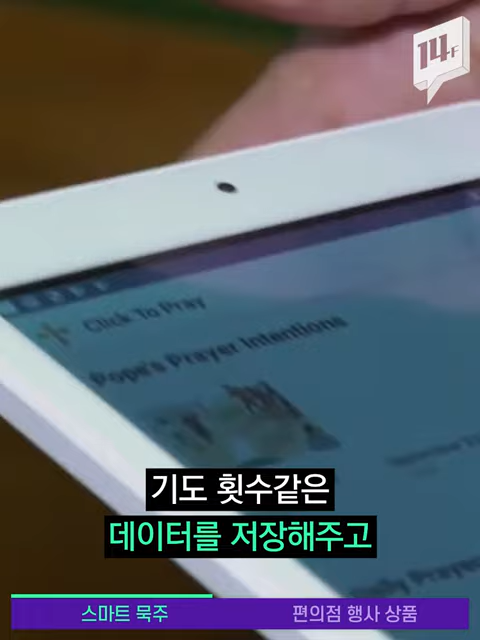 14F
Click To Pray
Pope's Prayer Intentions
기도 횟수같은
데이터를 저장해주고
스마트 묵주
편의점 행사 상품